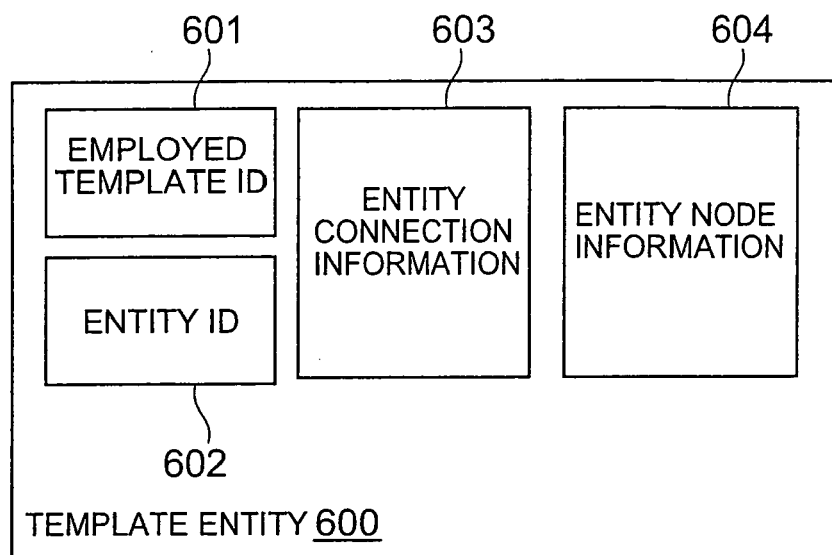 601
603
604
EMPLOYED
TEMPLATE ID
ENTITY
CONNECTION
INFORMATION
ENTITY NODE
INFORMATION
ENTITY ID
602
TEMPLATE ENTITY 600